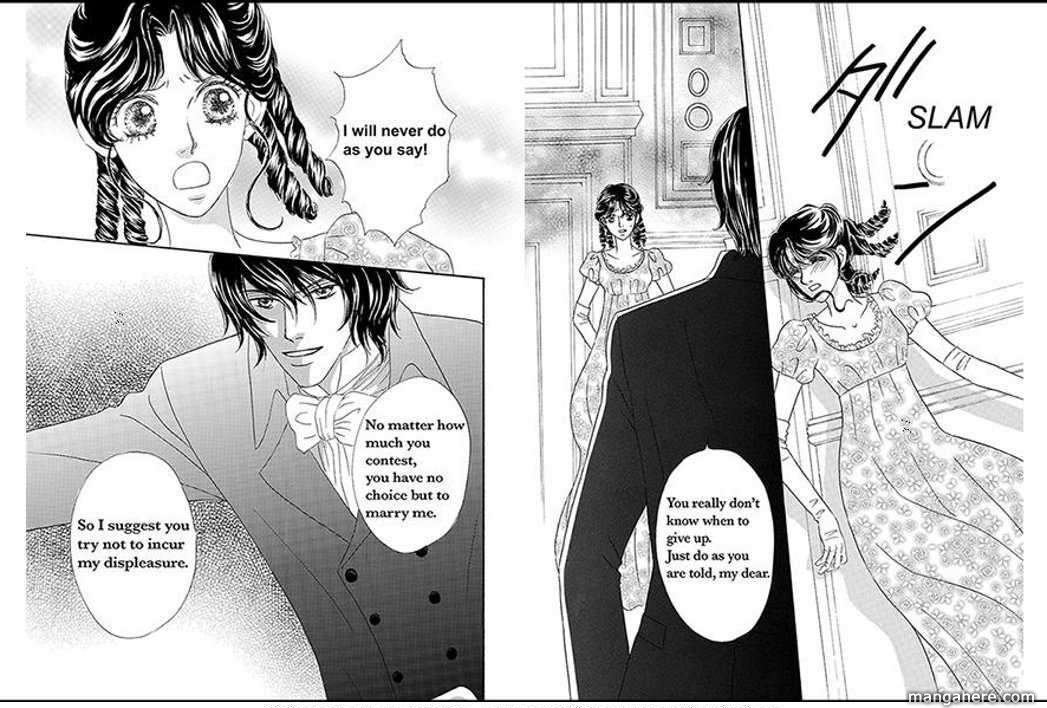 SLAM
You really don't
know when to
give up.
Just do as you
are told, my dear.
I will never do
as you say!
No matter how
much you
contest,
you have no
choice but to
marry me.
So I suggest you
try not to incur
my displeasure.
mangahere.com